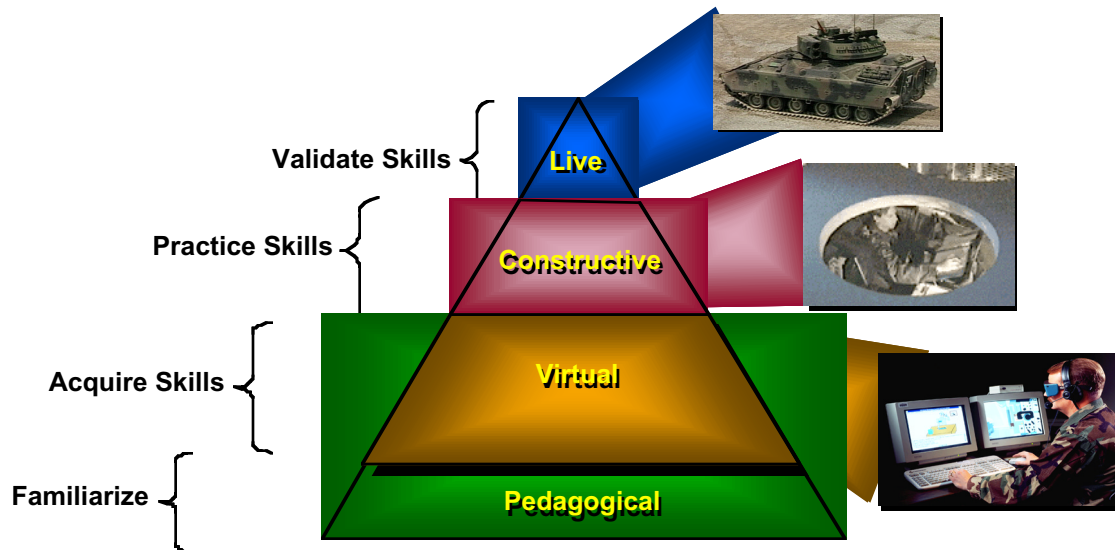 Validate Skills
Live
Practice Skills
Constructive
Acquire Skills
Virtual
Familiarize
Pedagogical